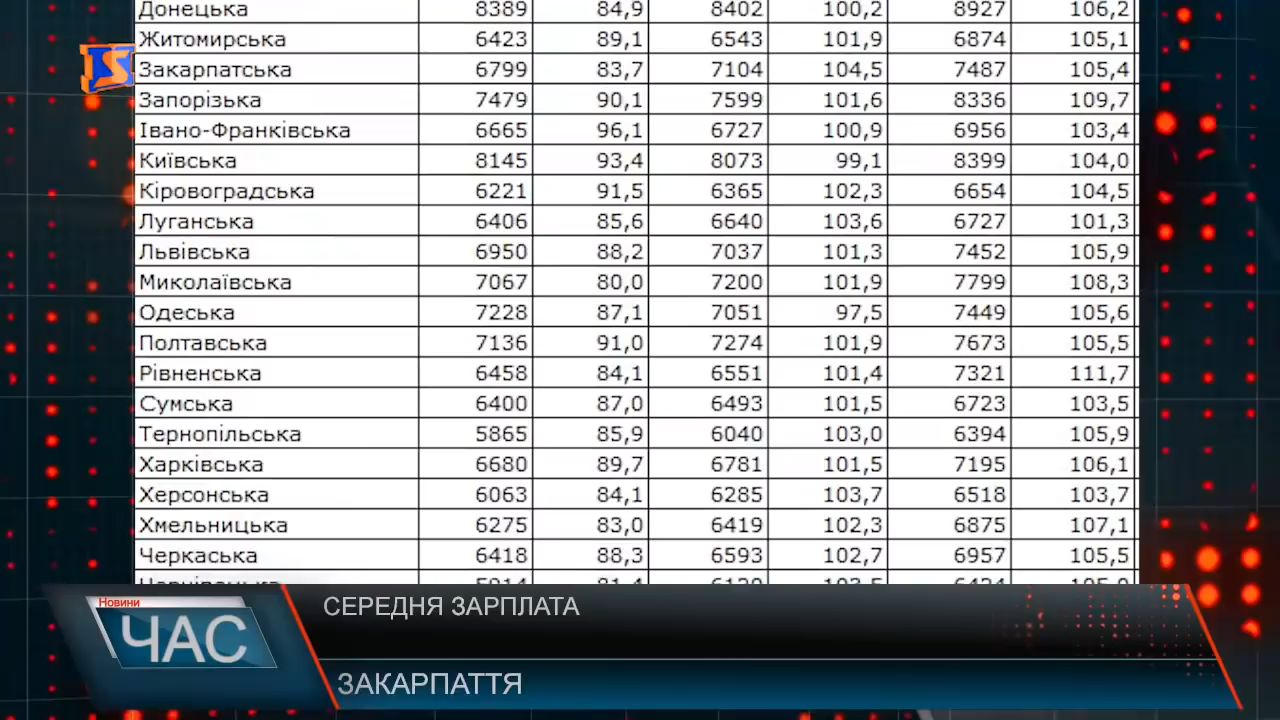 Донецька 8389 84,9 8402 100,2 8927 106,2
Житомирська 6423 89,1 6543 101,9 6874 105,1
Закарпатська 6799 83,7 7104 104,5 7487 105,4
Запорізька 7479 90,1 7599 101,6 8336 109,7
Івано-Франківська 6665 96,1 6727 100,9 6956 103,4
Київська 8145 93,4 8073 99,1 8399 104,0
Кіровоградська 6221 91,5 6365 102,3 6654 104,5
Луганська 6406 85,6 6640 103,6 6727 101,3
Львівська 6950 88,2 7037 101,3 7452 105,9
Миколаївська 7067 80,0 7200 101,9 7799 108,3
Одеська 7228 87,1 7051 97,5 7449 105,6
Полтавська 7136 91,0 7274 101,9 7673 105,5
Рівненська 6458 84,1 6551 101,4 7321 111,7
Сумська 6400 87,0 6493 101,5 6723 103,5
Тернопільська 5865 85,9 6040 103,0 6394 105,9
Харківська 6680 89,7 6781 101,5 7195 106,1
Херсонська 6063 84,1 6285 103,7 6518 103,7
Хмельницька 6275 83,0 6419 102,3 6875 107,1
Черкаська 6418 88,3 6593 102,7 6957 105,5
Новини
ЧАС
СЕРЕДНЯ ЗАРПЛАТА
ЗАКАРПАТТЯ